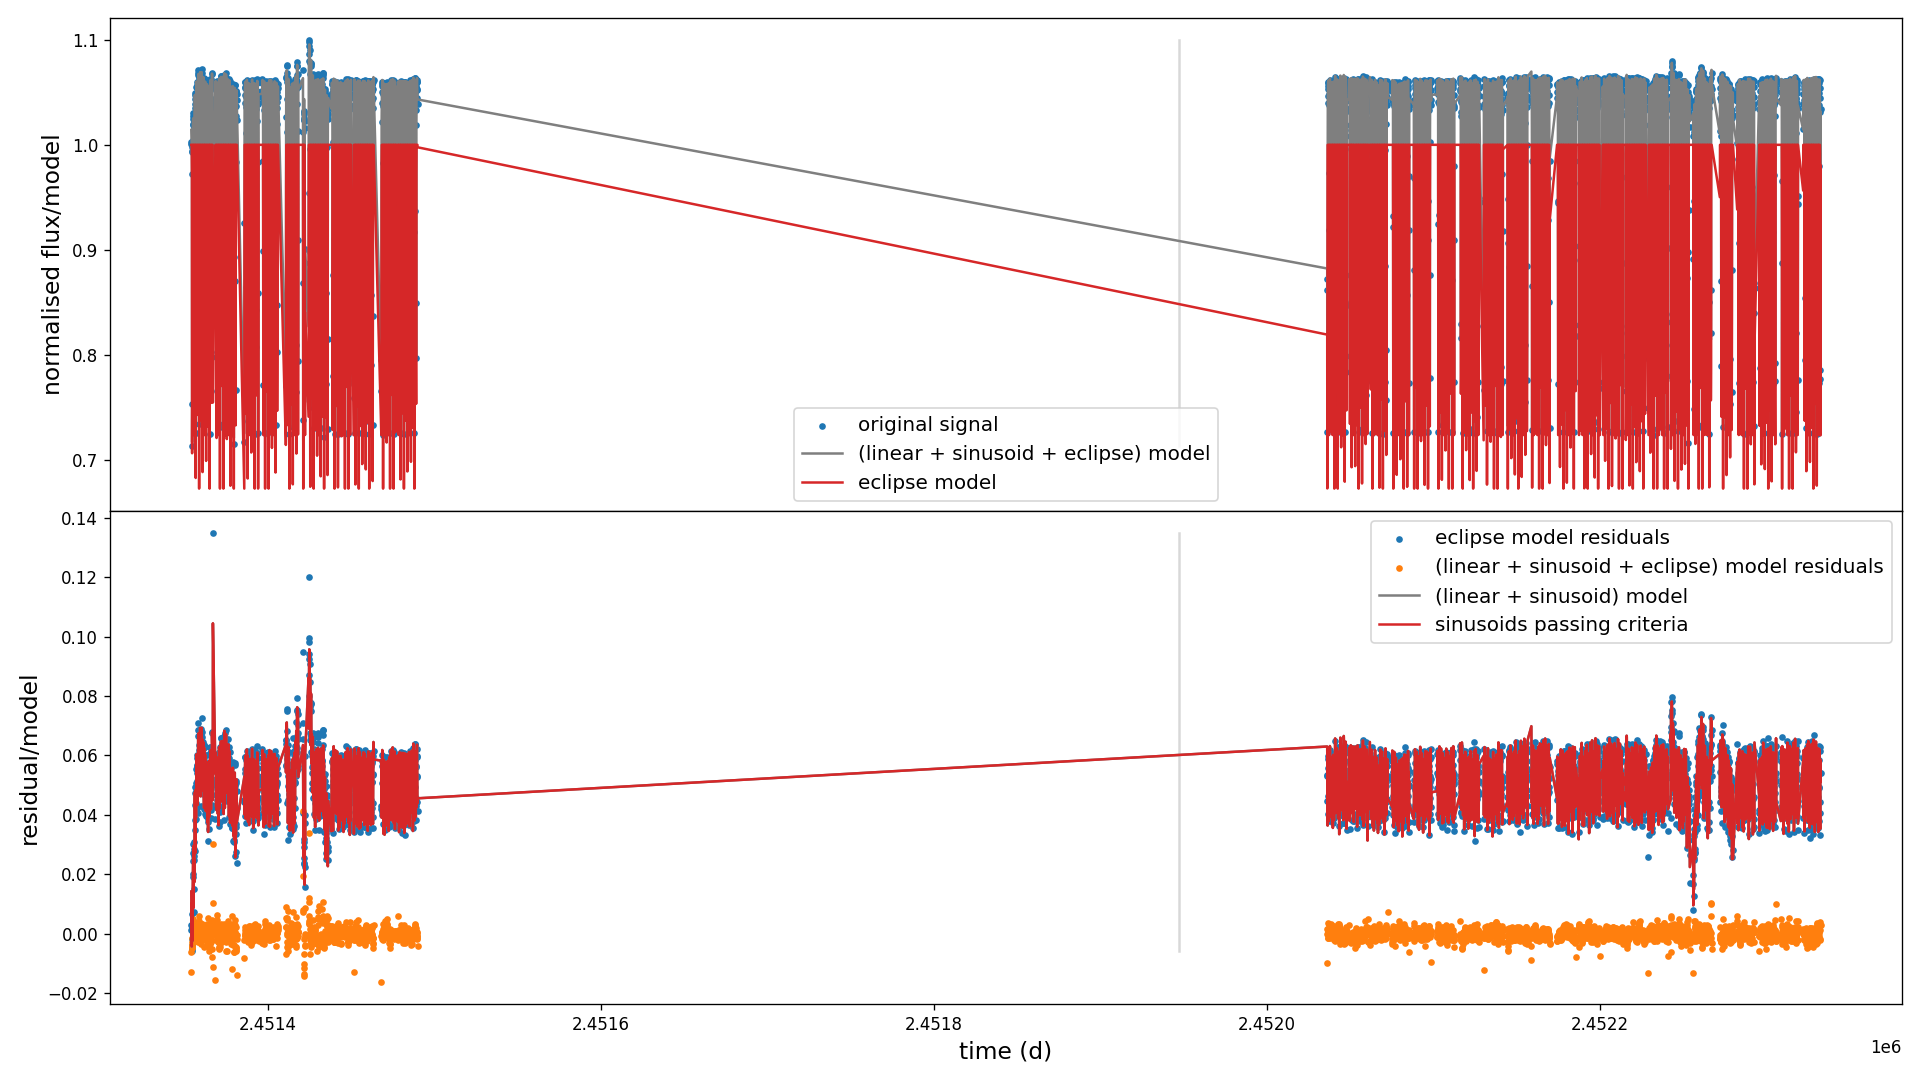 normalised flux/model
1.1
1.0
0.9
0.8
0.7
original signal
(linear + sinusoid + eclipse) model
eclipse model
residual/model
0.14
0.12
0.10
0.08
0.06
0.04
0.02
0.00
−0.02
eclipse model residuals
(linear + sinusoid + eclipse) model residuals
(linear + sinusoid) model
sinusoids passing criteria
2.4514
2.4516
2.4518
2.4520
2.4522
1e6
time (d)